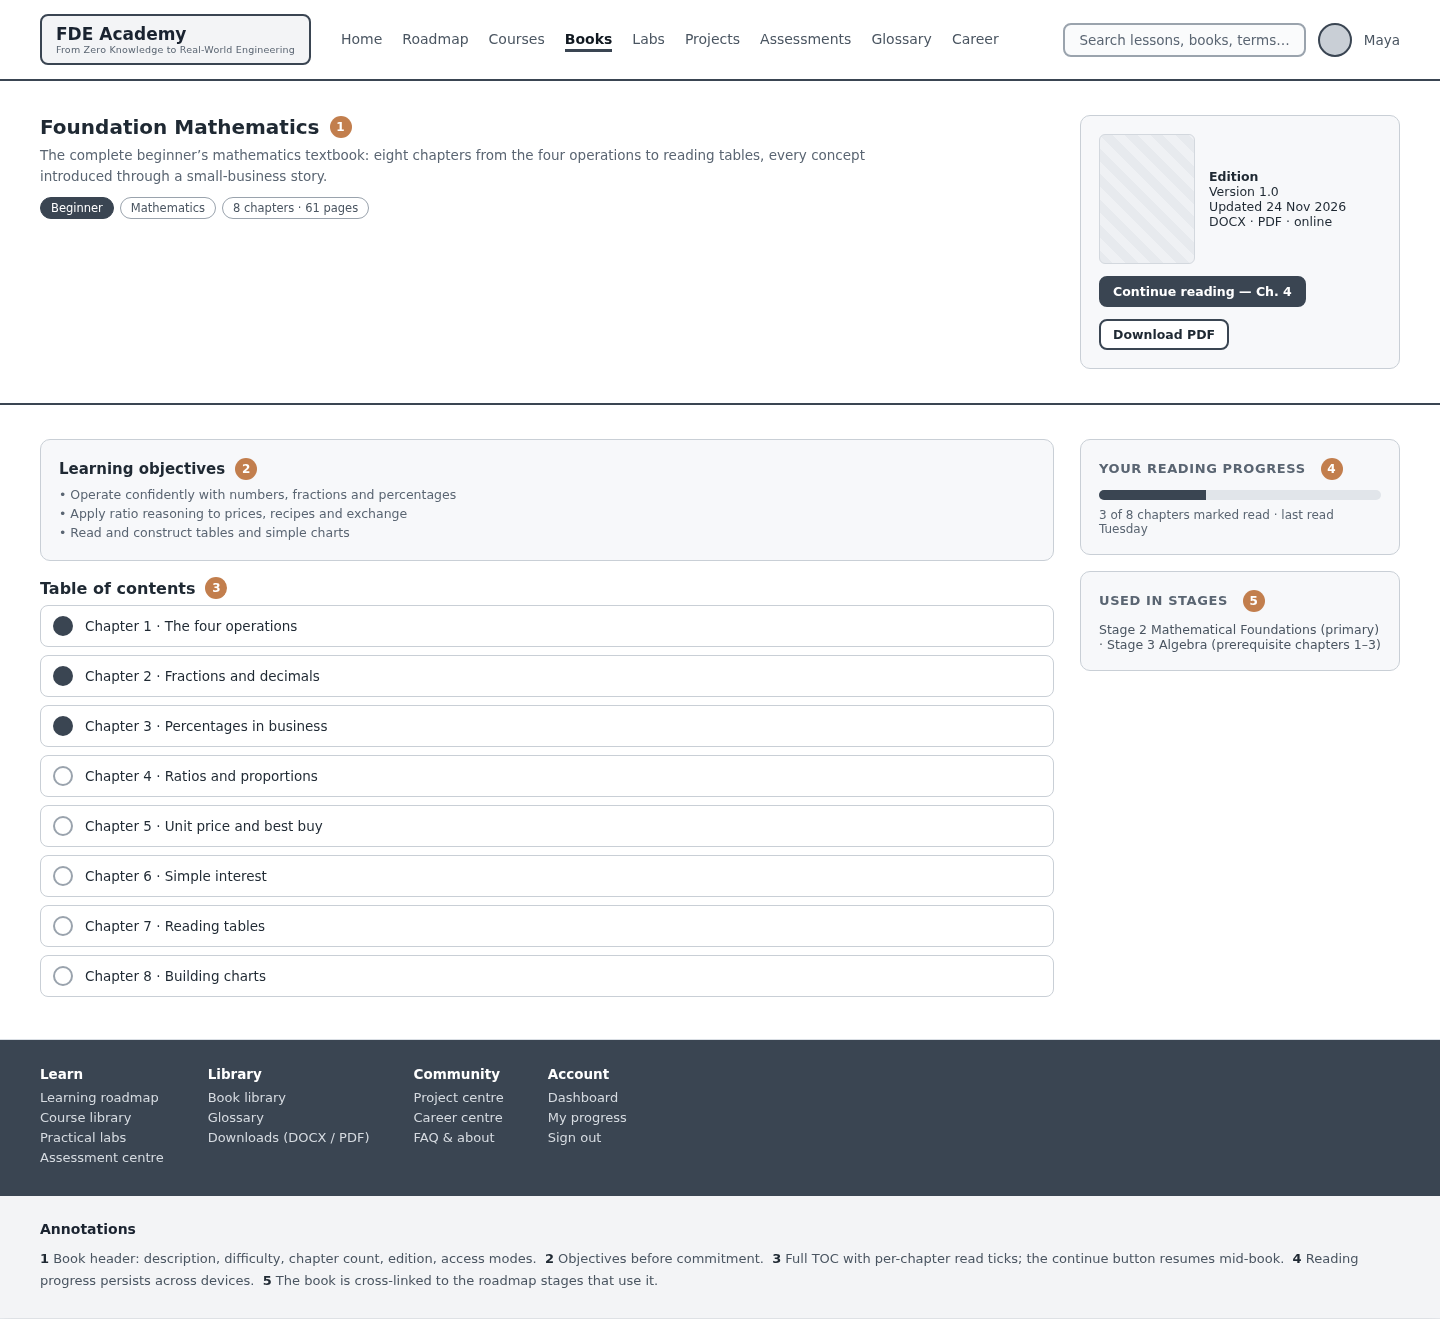 FDE Academy
From Zero Knowledge to Real-World Engineering
Home Roadmap Courses Books Labs Projects Assessments Glossary Career
Search lessons, books, terms…
Maya
Foundation Mathematics 1
The complete beginner’s mathematics textbook: eight chapters from the four operations to reading tables, every concept
introduced through a small-business story.
Beginner Mathematics 8 chapters · 61 pages
Edition
Version 1.0
Updated 24 Nov 2026
DOCX · PDF · online
Continue reading — Ch. 4
Download PDF
Learning objectives 2
• Operate confidently with numbers, fractions and percentages
• Apply ratio reasoning to prices, recipes and exchange
• Read and construct tables and simple charts
Table of contents 3
Chapter 1 · The four operations
Chapter 2 · Fractions and decimals
Chapter 3 · Percentages in business
Chapter 4 · Ratios and proportions
Chapter 5 · Unit price and best buy
Chapter 6 · Simple interest
Chapter 7 · Reading tables
Chapter 8 · Building charts
YOUR READING PROGRESS 4
3 of 8 chapters marked read · last read
Tuesday
USED IN STAGES 5
Stage 2 Mathematical Foundations (primary)
· Stage 3 Algebra (prerequisite chapters 1–3)
Learn
Learning roadmap
Course library
Practical labs
Assessment centre
Library
Book library
Glossary
Downloads (DOCX / PDF)
Community
Project centre
Career centre
FAQ & about
Account
Dashboard
My progress
Sign out
Annotations
1 Book header: description, difficulty, chapter count, edition, access modes. 2 Objectives before commitment. 3 Full TOC with per-chapter read ticks; the continue button resumes mid-book. 4 Reading
progress persists across devices. 5 The book is cross-linked to the roadmap stages that use it.